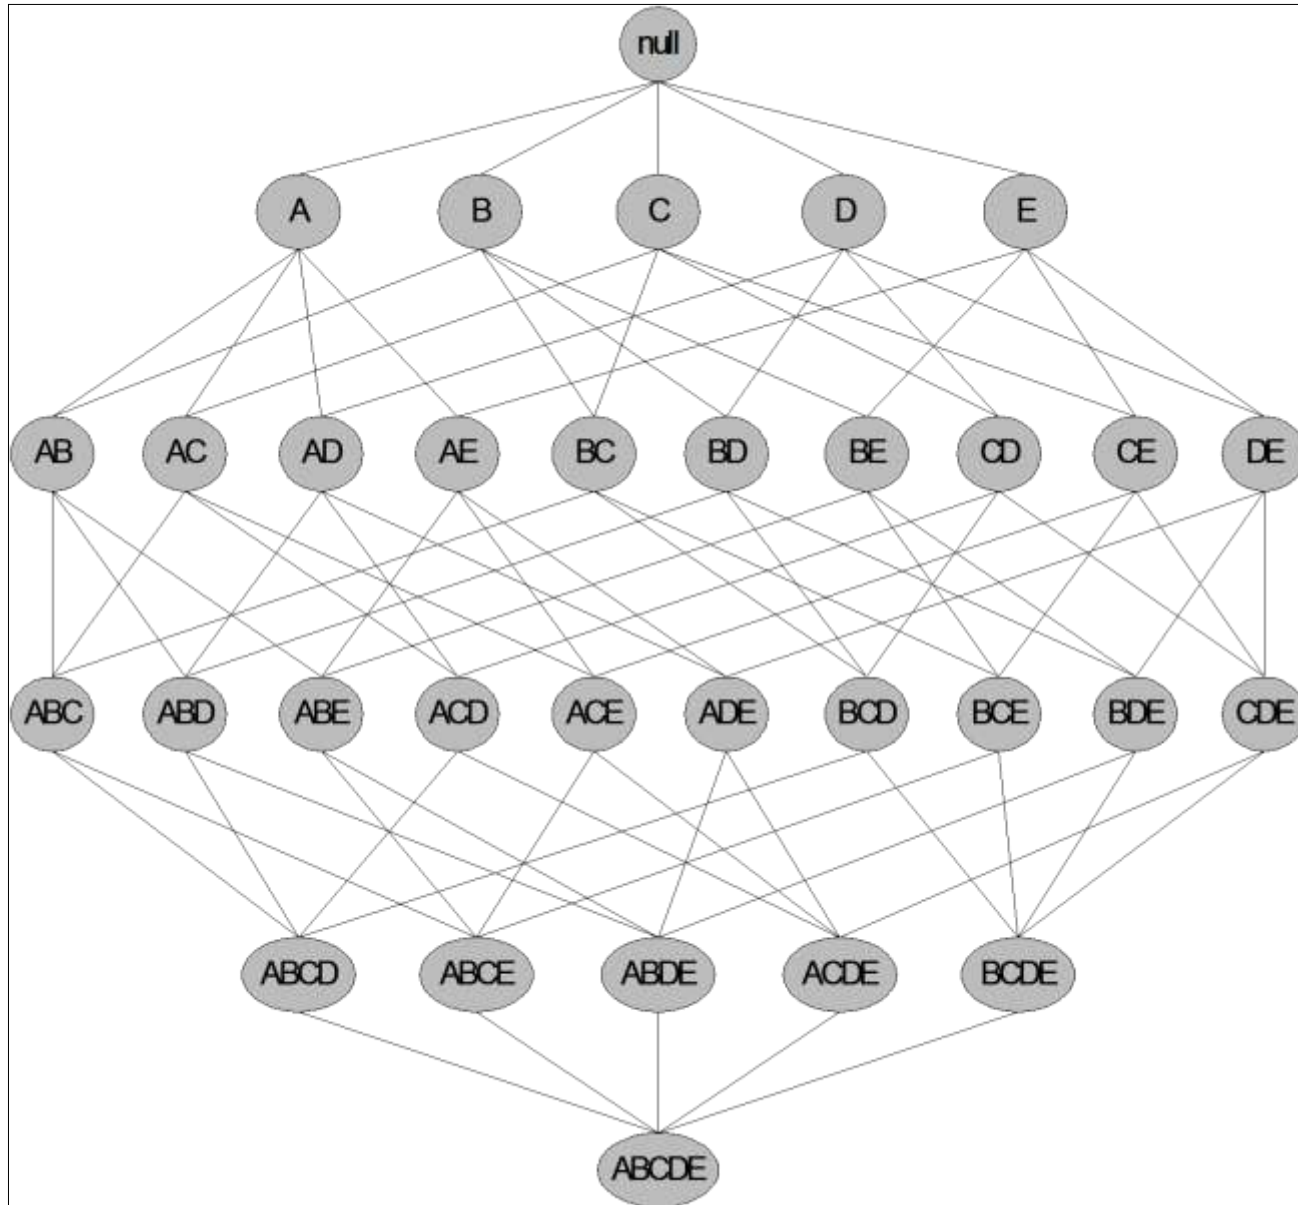 null
A B C D E
AB AC AD AE BC BD BE CD CE DE
ABC ABD ABE ACD ACE ADE BCD BCE BDE CDE
ABCD ABCE ABDE ACDE BCDE
ABCDE